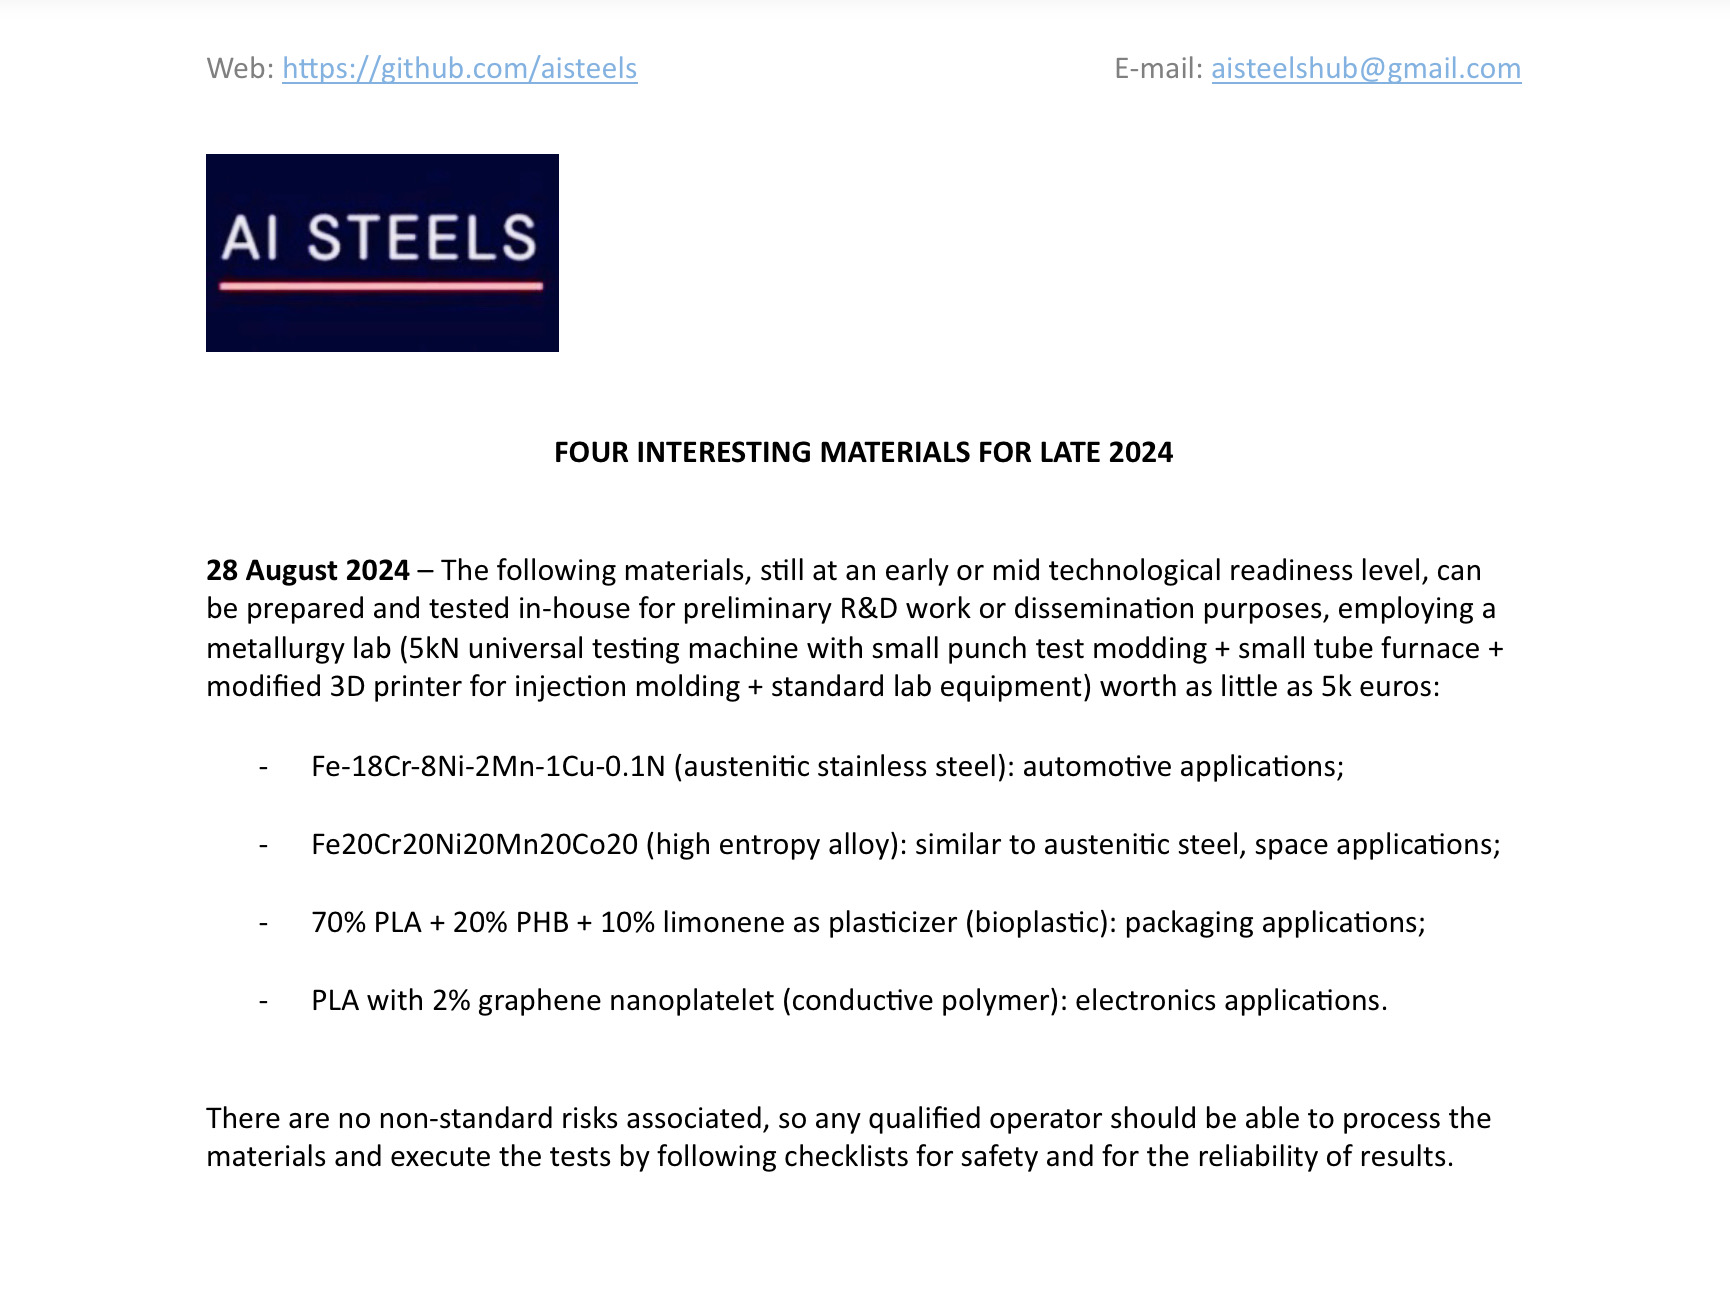 Web: https://github.com/aisteels E-mail: aisteelshub@gmail.com
AI STEELS
FOUR INTERESTING MATERIALS FOR LATE 2024
28 August 2024 – The following materials, still at an early or mid technological readiness level, can
be prepared and tested in-house for preliminary R&D work or dissemination purposes, employing a
metallurgy lab (5kN universal testing machine with small punch test modding + small tube furnace +
modified 3D printer for injection molding + standard lab equipment) worth as little as 5k euros:
- Fe-18Cr-8Ni-2Mn-1Cu-0.1N (austenitic stainless steel): automotive applications;
- Fe20Cr20Ni20Mn20Co20 (high entropy alloy): similar to austenitic steel, space applications;
- 70% PLA + 20% PHB + 10% limonene as plasticizer (bioplastic): packaging applications;
- PLA with 2% graphene nanoplatelet (conductive polymer): electronics applications.
There are no non-standard risks associated, so any qualified operator should be able to process the
materials and execute the tests by following checklists for safety and for the reliability of results.